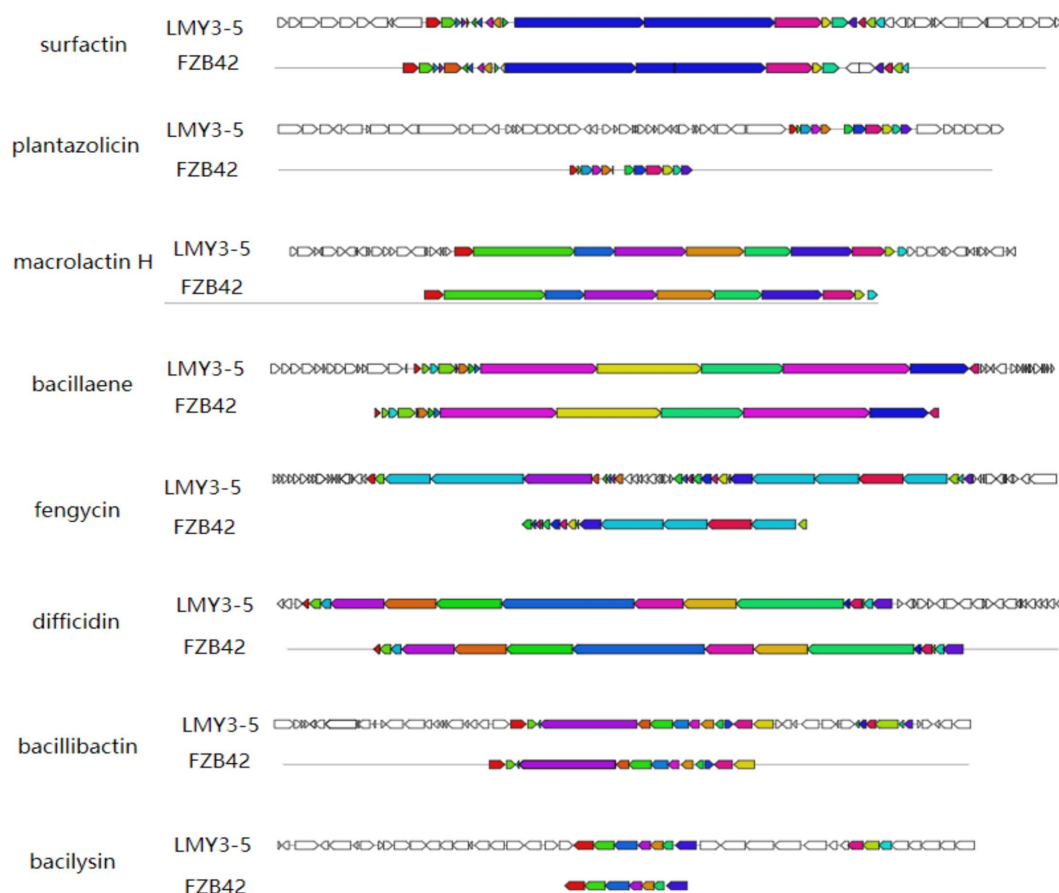 surfactin
LMY3-5
FZB42
plantazolicin
LMY3-5
FZB42
macrolactin H
LMY3-5
FZB42
bacillaene
LMY3-5
FZB42
fengycin
LMY3-5
FZB42
difficidin
LMY3-5
FZB42
bacillibactin
LMY3-5
FZB42
bacilysin
LMY3-5
FZB42